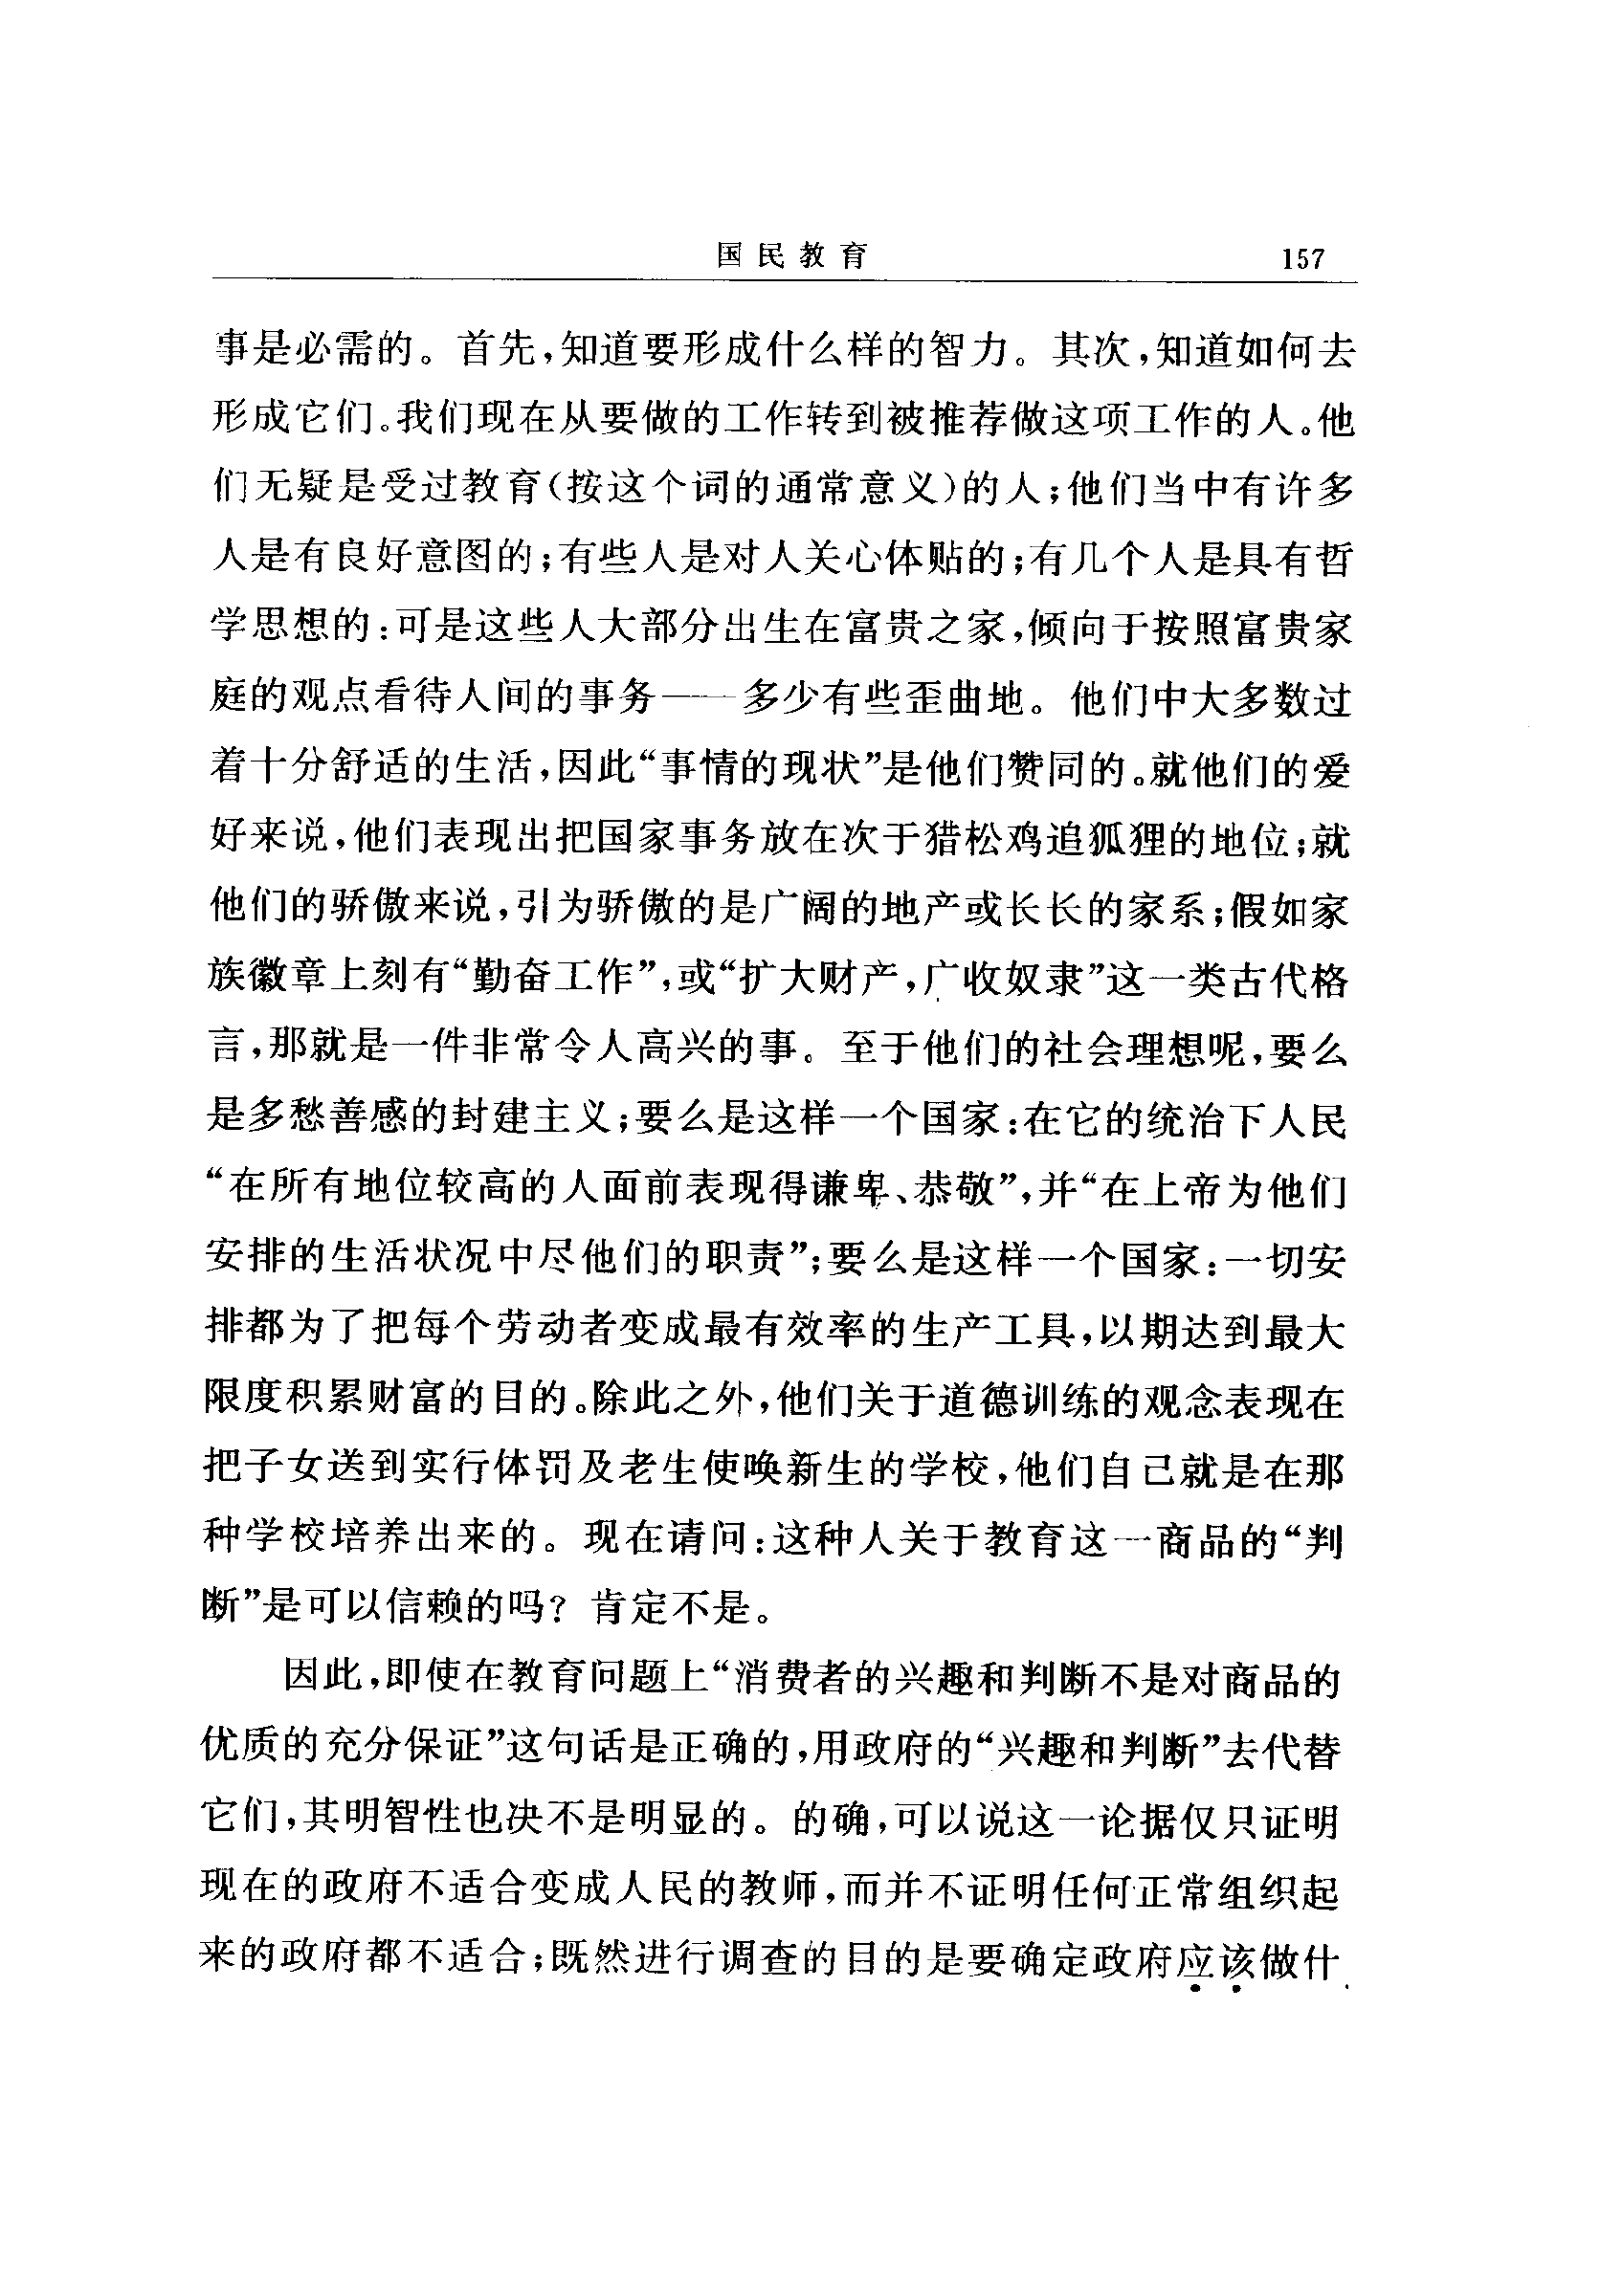 国民教育 157
事是必需的。首先，知道要形成什么样的智力。其次，知道如何去
形成它们。我们现在从要做的工作转到被推荐做这项工作的人。他
们无疑是受过教育（按这个词的通常意义）的人；他们当中有许多
人是有良好意图的；有些人是对人关心体贴的；有几个人是具有哲
学思想的：可是这些人大部分出生在富贵之家，倾向于按照富贵家
庭的观点看待人间的事务——多少有些歪曲地。他们中大多数过
着十分舒适的生活，因此“事情的现状”是他们赞同的。就他们的爱
好来说，他们表现出把国家事务放在次于猎松鸡追狐狸的地位；就
他们的骄傲来说，引为骄傲的是广阔的地产或长长的家系；假如家
族徽章上刻有“勤奋工作”，或“扩大财产，广收奴隶”这一类古代格
言，那就是一件非常令人高兴的事。至于他们的社会理想呢，要么
是多愁善感的封建主义；要么是这样一个国家：在它的统治下人民
“在所有地位较高的人面前表现得谦卑、恭敬”，并“在上帝为他们
安排的生活状况中尽他们的职责”；要么是这样一个国家：一切安
排都为了把每个劳动者变成最有效率的生产工具，以期达到最大
限度积累财富的目的。除此之外，他们关于道德训练的观念表现在
把子女送到实行体罚及老生使唤新生的学校，他们自己就是在那
种学校培养出来的。现在请问：这种人关于教育这一商品的“判
断”是可以信赖的吗？肯定不是。
因此，即使在教育问题上“消费者的兴趣和判断不是对商品的
优质的充分保证”这句话是正确的，用政府的“兴趣和判断”去代替
它们，其明智性也决不是明显的。的确，可以说这一论据仅只证明
现在的政府不适合变成人民的教师，而并不证明任何正常组织起
来的政府都不适合；既然进行调查的目的是要确定政府应该做什